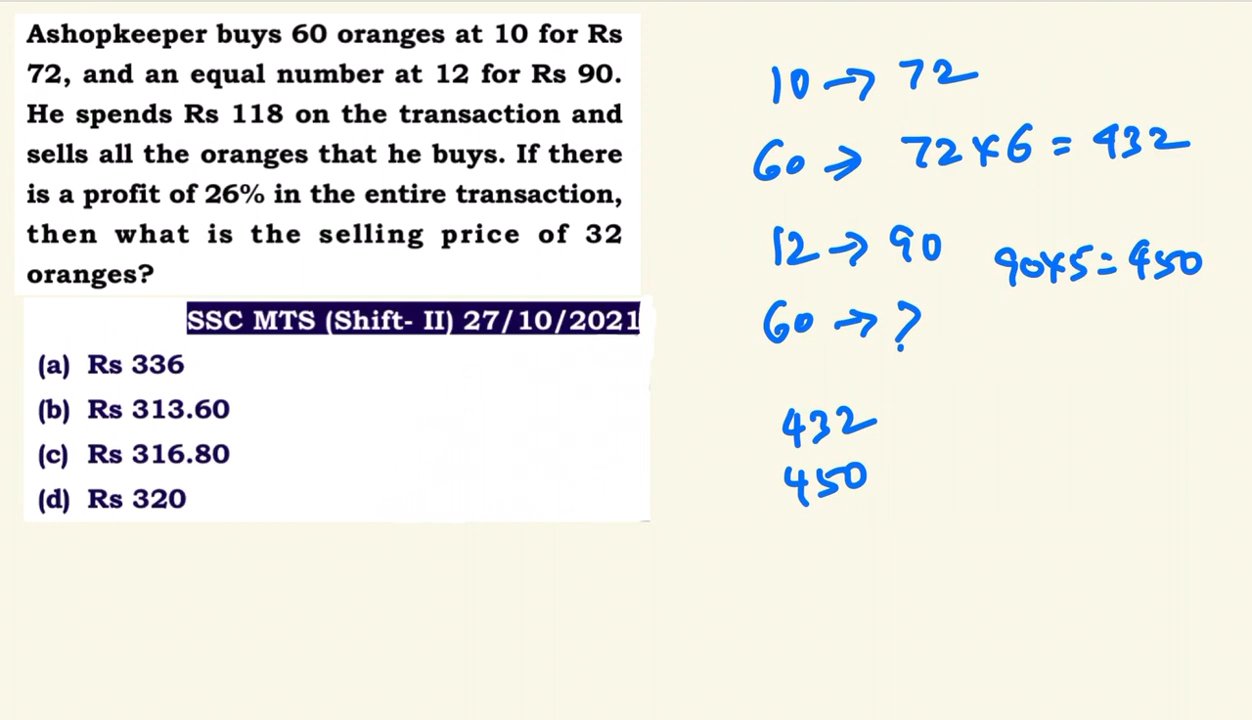 Ashopkeeper buys 60 oranges at 10 for Rs
72, and an equal number at 12 for Rs 90.
He spends Rs 118 on the transaction and
sells all the oranges that he buys. If there
is a profit of 26% in the entire transaction,
then what is the selling price of 32
oranges?
SSC MTS (Shift- II) 27/10/2021
(a) Rs 336
(b) Rs 313.60
(c) Rs 316.80
(d) Rs 320
10 → 72
60 → 72×6 = 432
12 → 90
90×5 = 450
60 → ?
432
450